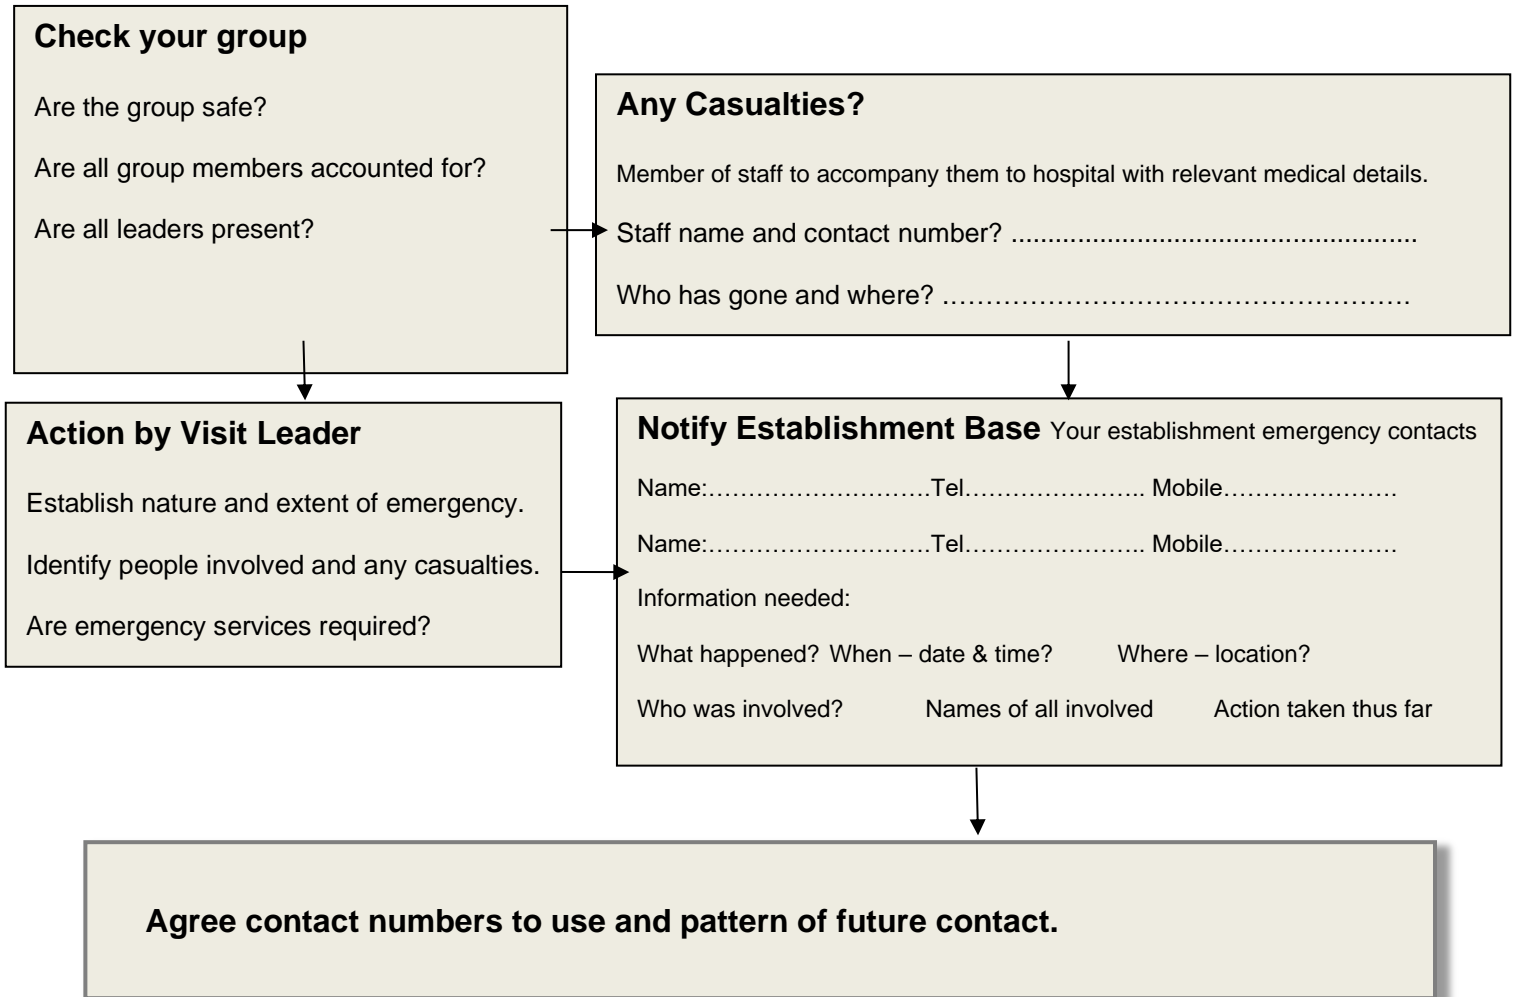 Check your group
Are the group safe?
Are all group members accounted for?
Are all leaders present?
Any Casualties?
Member of staff to accompany them to hospital with relevant medical details.
Staff name and contact number? .......................................................
Who has gone and where? ……………………………………………….
Action by Visit Leader
Establish nature and extent of emergency.
Identify people involved and any casualties.
Are emergency services required?
Notify Establishment Base Your establishment emergency contacts
Name:……………………….Tel………………….. Mobile………………….
Name:……………………….Tel………………….. Mobile………………….
Information needed:
What happened? When – date & time? Where – location?
Who was involved? Names of all involved Action taken thus far
Agree contact numbers to use and pattern of future contact.